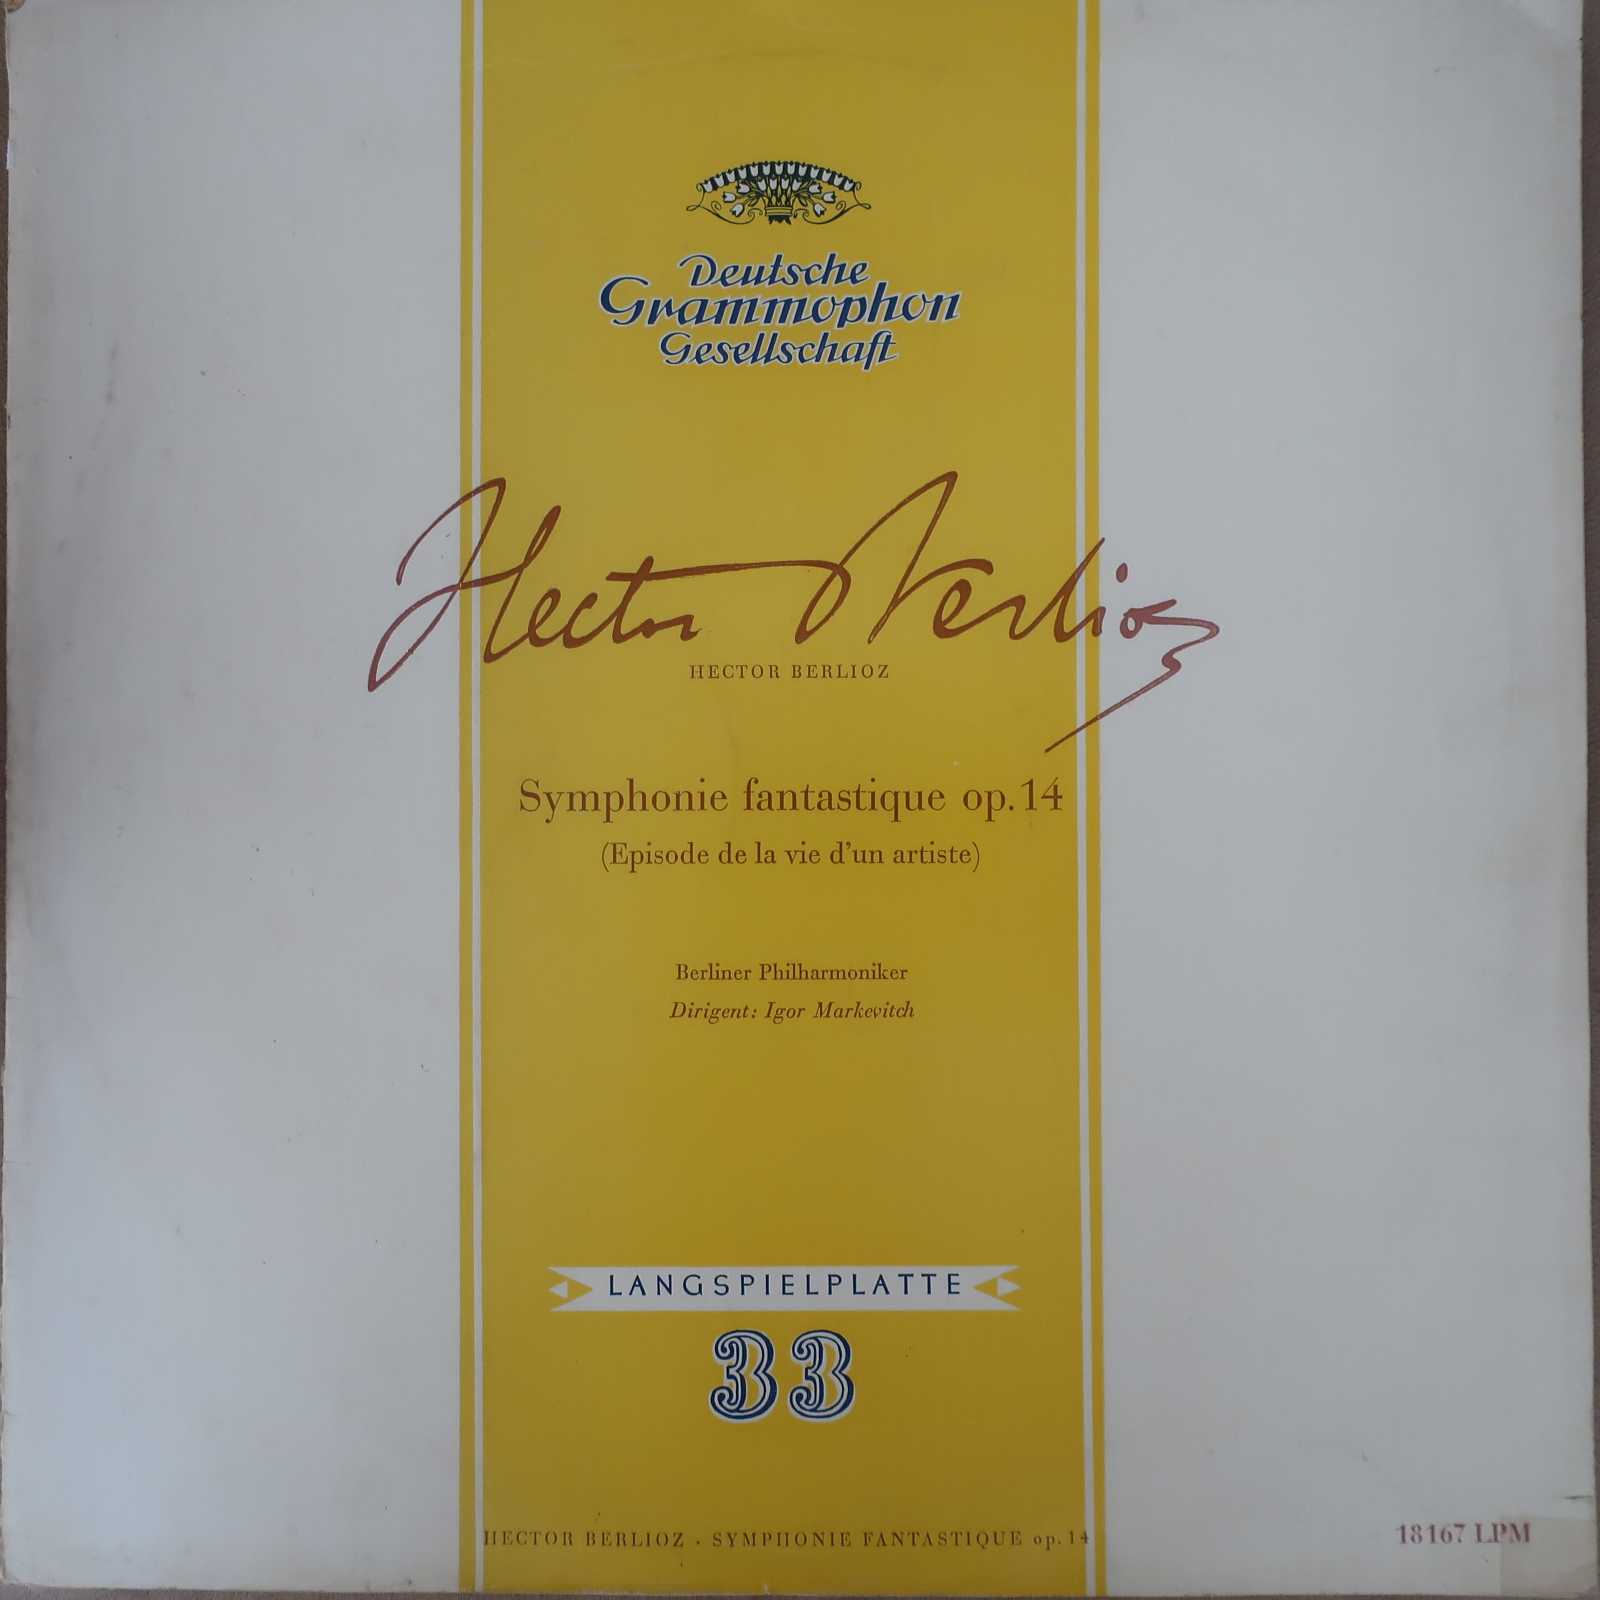 Deutsche
Grammophon
Gesellschaft
Hector Berlioz
HECTOR BERLIOZ
Symphonie fantastique op. 14
(Episode de la vie d'un artiste)
Berliner Philharmoniker
Dirigent: Igor Markevitch
LANGSPIELPLATTE
33
HECTOR BERLIOZ · SYMPHONIE FANTASTIQUE op. 14
18167 LPM